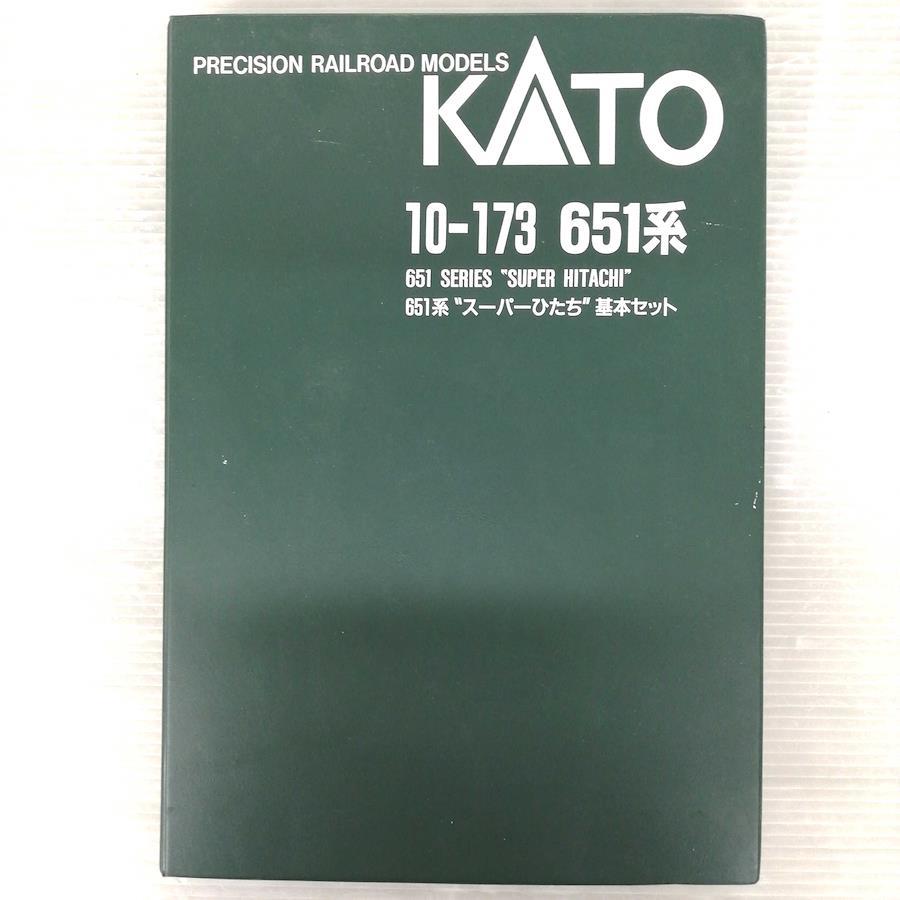 PRECISION RAILROAD MODELS
KATO
10-173 651系
651 SERIES "SUPER HITACHI"
651系 "スーパーひたち" 基本セット